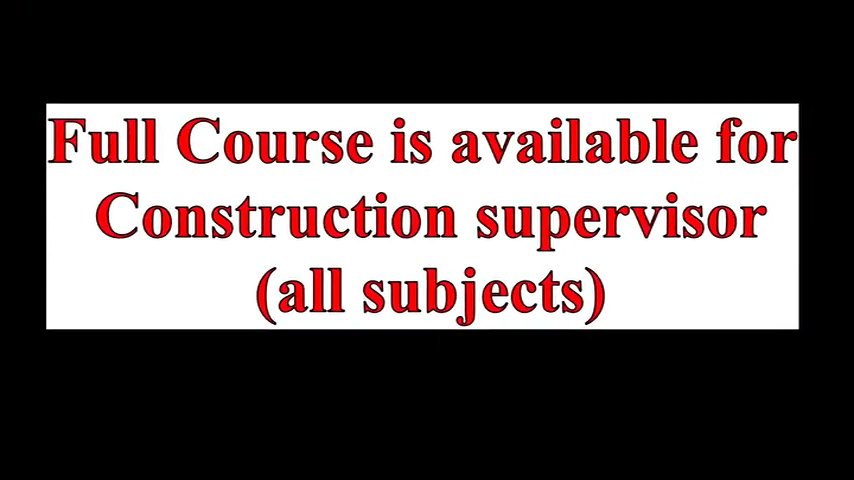 Full Course is available for
Construction supervisor
(all subjects)